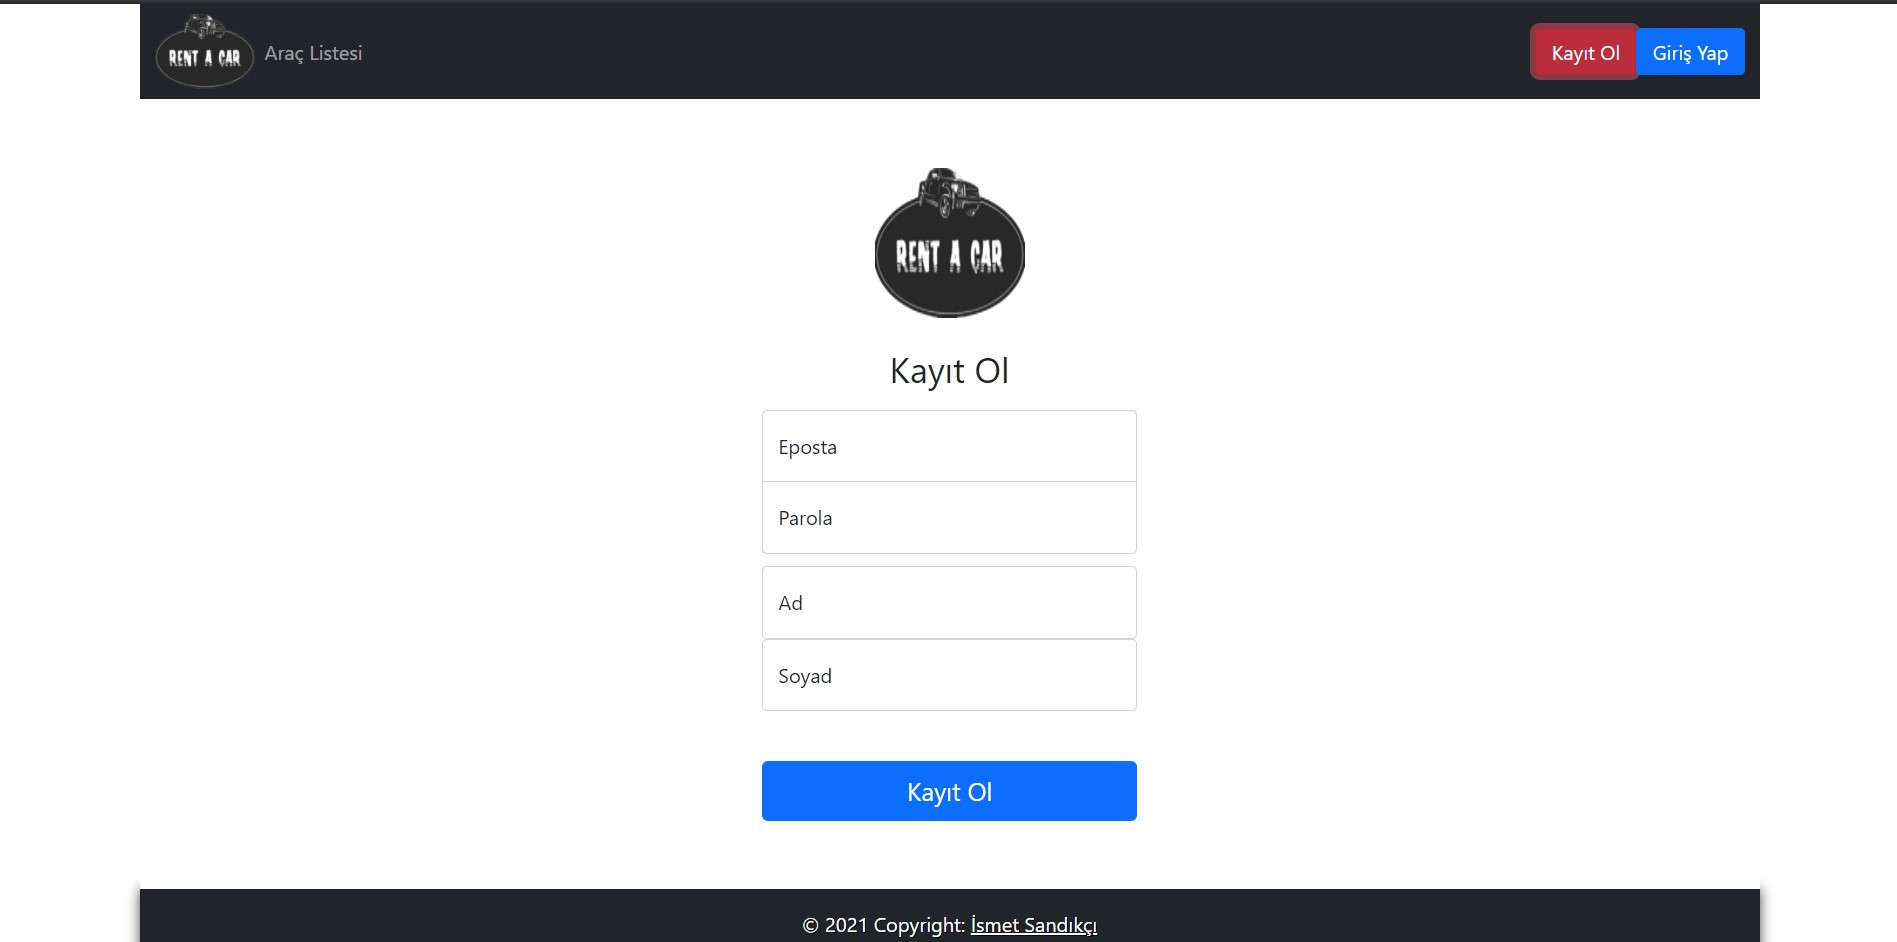 RENT A CAR Araç Listesi Kayıt Ol Giriş Yap
RENT A CAR
Kayıt Ol
Eposta
Parola
Ad
Soyad
Kayıt Ol
© 2021 Copyright: İsmet Sandıkçı